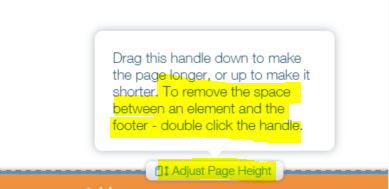 Drag this handle down to make
the page longer, or up to make it
shorter. To remove the space
between an element and the
footer - double click the handle.
Adjust Page Height